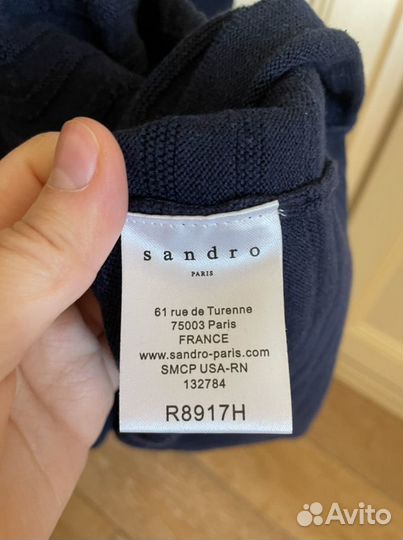 sandro
PARIS
61 rue de Turenne
75003 Paris
FRANCE
www.sandro-paris.com
SMCP USA-RN
132784
R8917H
Avito